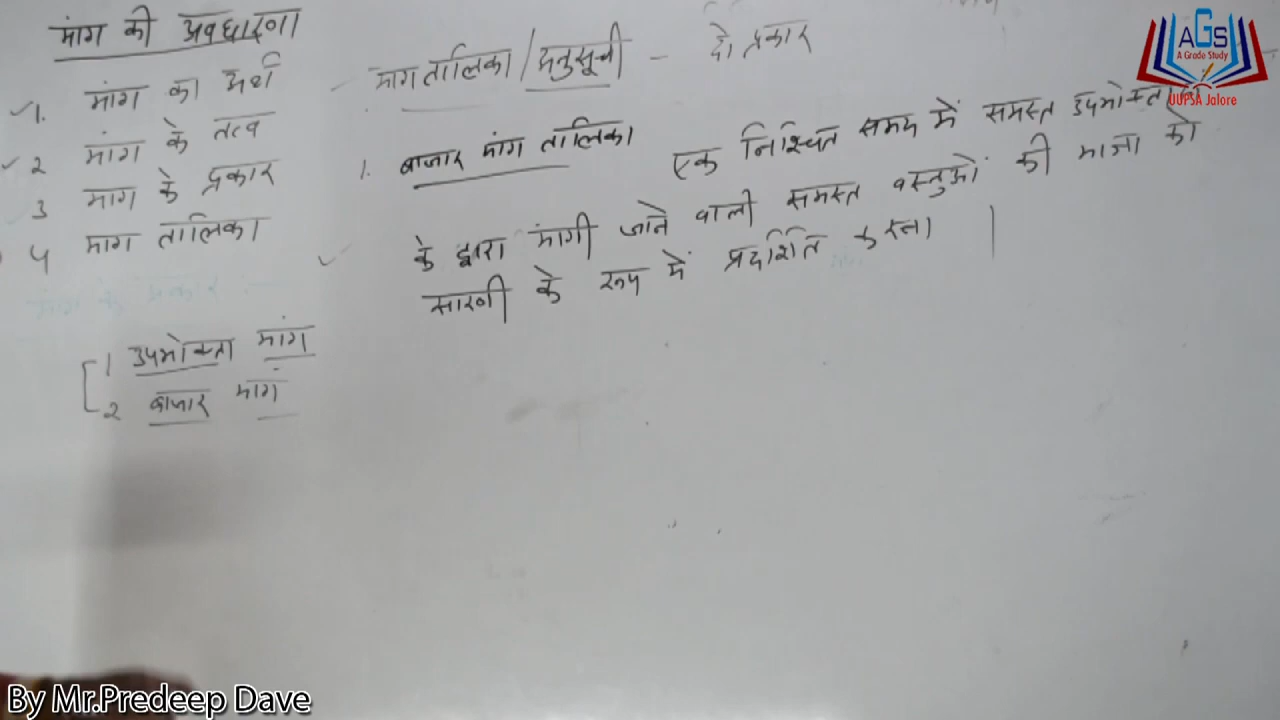 मांग की अवधारणा
1. मांग का अर्थ
2 मांग के तत्व
3 माग के प्रकार
4 माग तालिका
1 उपभोक्ता मांग
2 बाजार मागं
माग तालिका / अनुसूची – दो प्रकार
1. बाजार मांग तालिका
एक निश्चित समय में समस्त उपभोक्ता
के द्वारा मांगी जाने वाली समस्त वस्तुओं की मात्रा को
सारणी के रूप में प्रदर्शित करना |
AGS
A Grade Study
UUPSA Jalore
By Mr.Predeep Dave